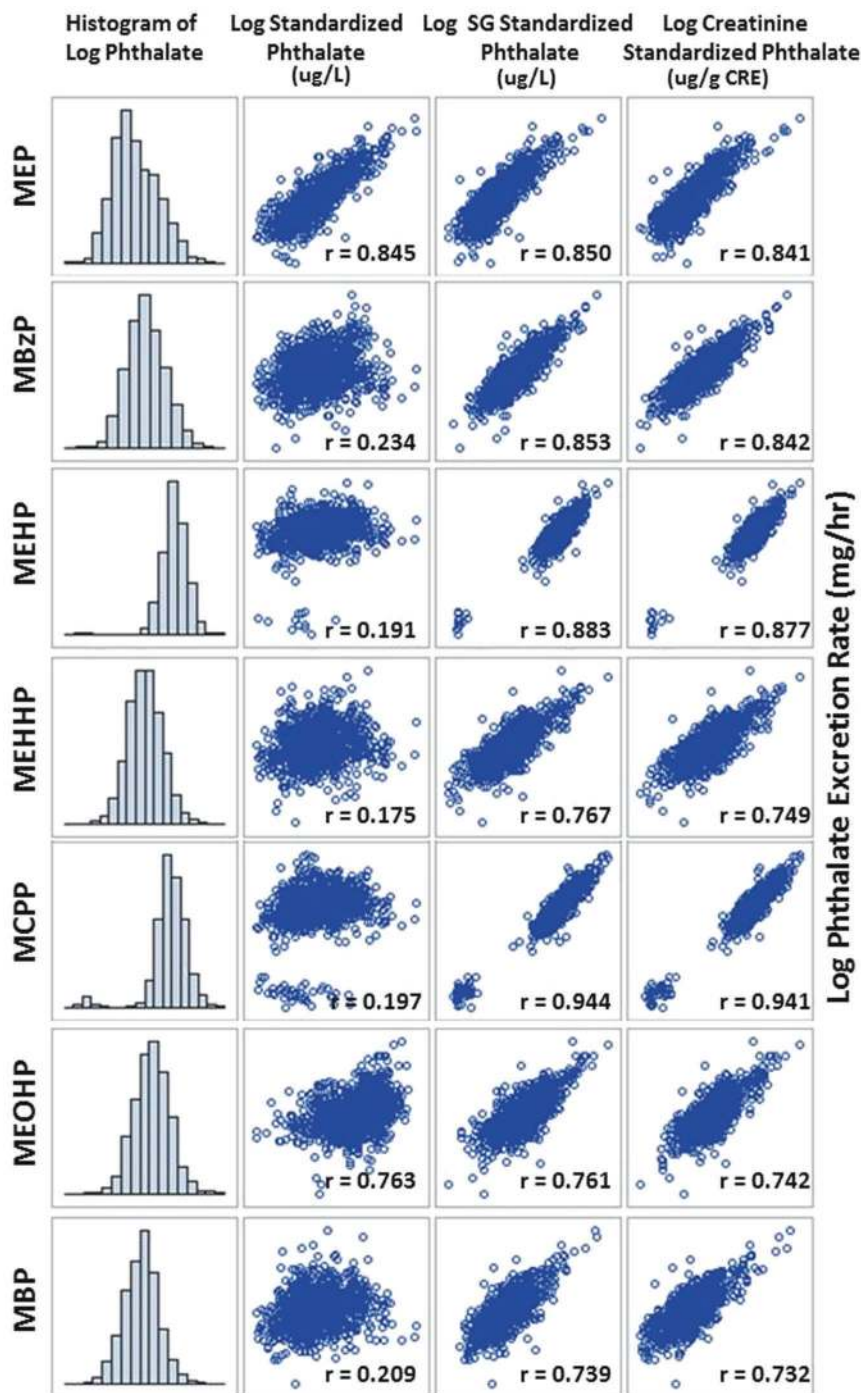 Histogram of
Log Phthalate
Log Standardized
Phthalate
(ug/L)
Log SG Standardized
Phthalate
(ug/L)
Log Creatinine
Standardized Phthalate
(ug/g CRE)
MEP
r = 0.845
r = 0.850
r = 0.841
MBzP
r = 0.234
r = 0.853
r = 0.842
MEHP
r = 0.191
r = 0.883
r = 0.877
MEHHP
r = 0.175
r = 0.767
r = 0.749
MCPP
r = 0.197
r = 0.944
r = 0.941
MEOHP
r = 0.763
r = 0.761
r = 0.742
MBP
r = 0.209
r = 0.739
r = 0.732
Log Phthalate Excretion Rate (mg/hr)